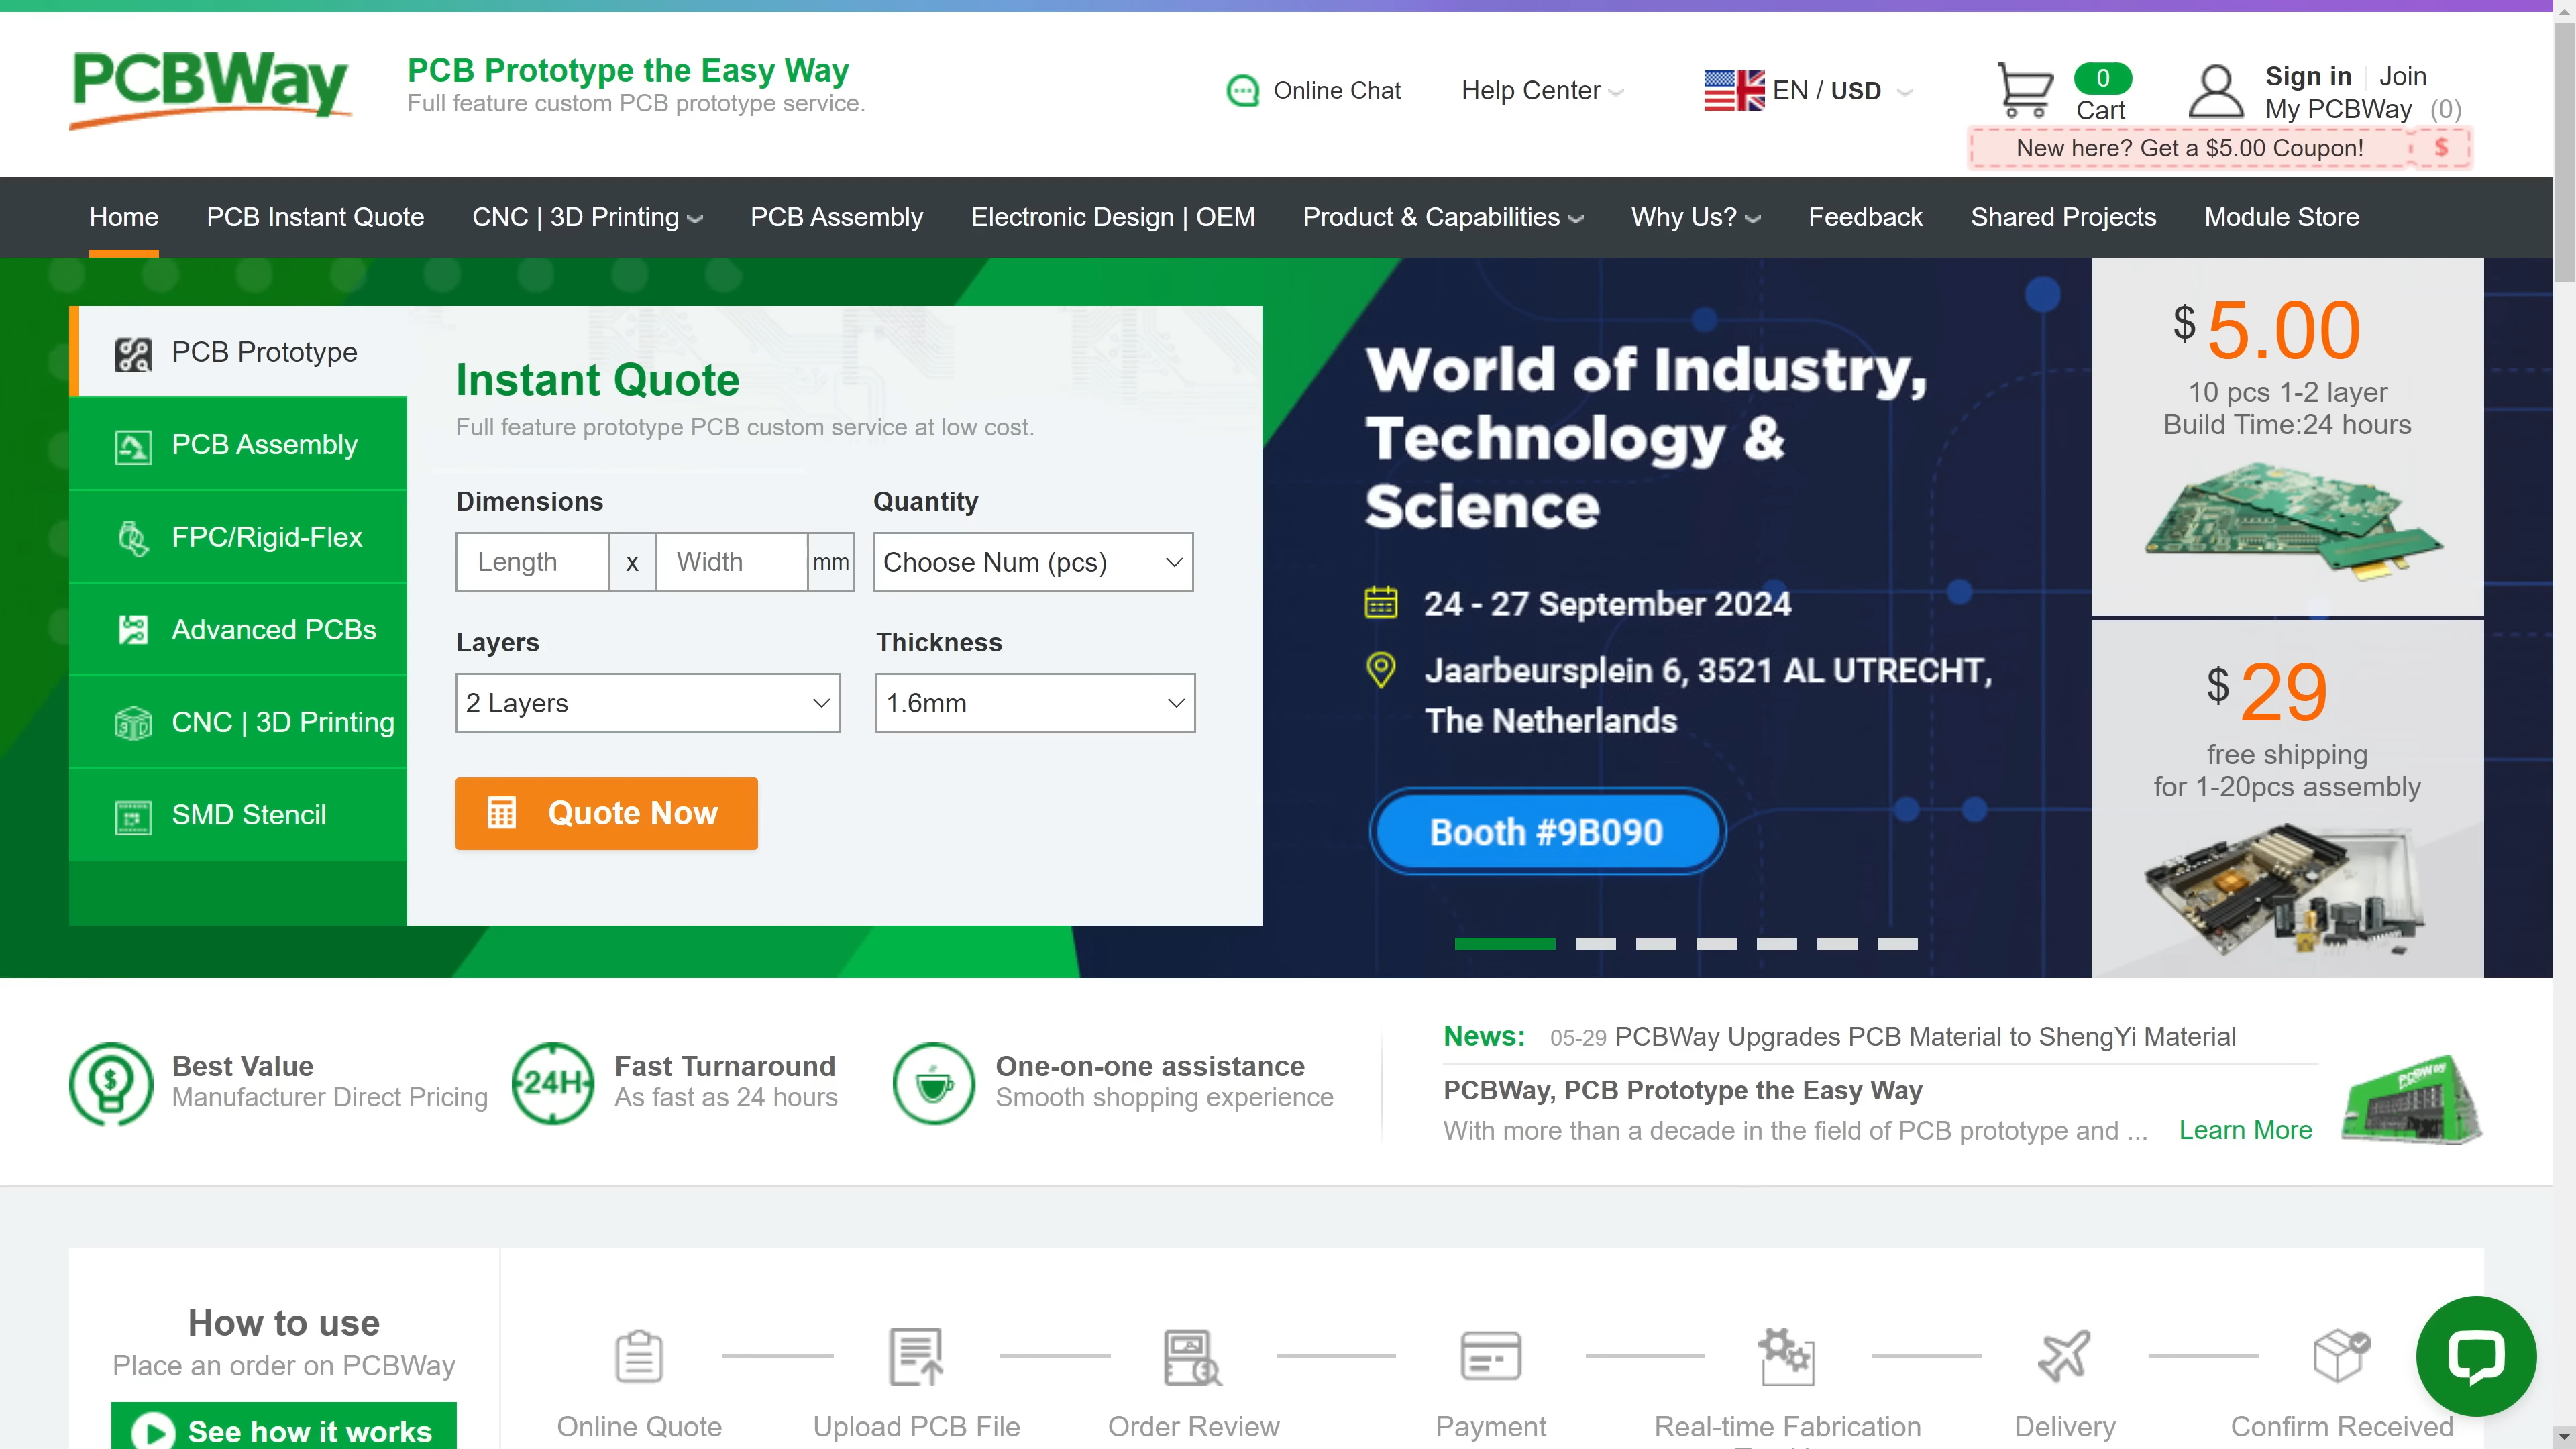 PCBWay
PCB Prototype the Easy Way
Full feature custom PCB prototype service.
Online Chat
Help Center
EN / USD
0
Cart
Sign in
Join
My PCBWay (0)
New here? Get a $5.00 Coupon! $
Home
PCB Instant Quote
CNC | 3D Printing
PCB Assembly
Electronic Design | OEM
Product & Capabilities
Why Us?
Feedback
Shared Projects
Module Store
PCB Prototype
PCB Assembly
FPC/Rigid-Flex
Advanced PCBs
CNC | 3D Printing
SMD Stencil
Instant Quote
Full feature prototype PCB custom service at low cost.
Dimensions
Length x Width mm
Quantity
Choose Num (pcs)
Layers
2 Layers
Thickness
1.6mm
Quote Now
World of Industry,
Technology &
Science
24 - 27 September 2024
Jaarbeursplein 6, 3521 AL UTRECHT,
The Netherlands
Booth #9B090
$ 5.00
10 pcs 1-2 layer
Build Time:24 hours
$ 29
free shipping
for 1-20pcs assembly
Best Value
Manufacturer Direct Pricing
24H
Fast Turnaround
As fast as 24 hours
One-on-one assistance
Smooth shopping experience
News: 05-29 PCBWay Upgrades PCB Material to ShengYi Material
PCBWay, PCB Prototype the Easy Way
With more than a decade in the field of PCB prototype and ... Learn More
PCBWay
How to use
Place an order on PCBWay
See how it works
Online Quote
Upload PCB File
Order Review
Payment
Real-time Fabrication
Delivery
Confirm Received